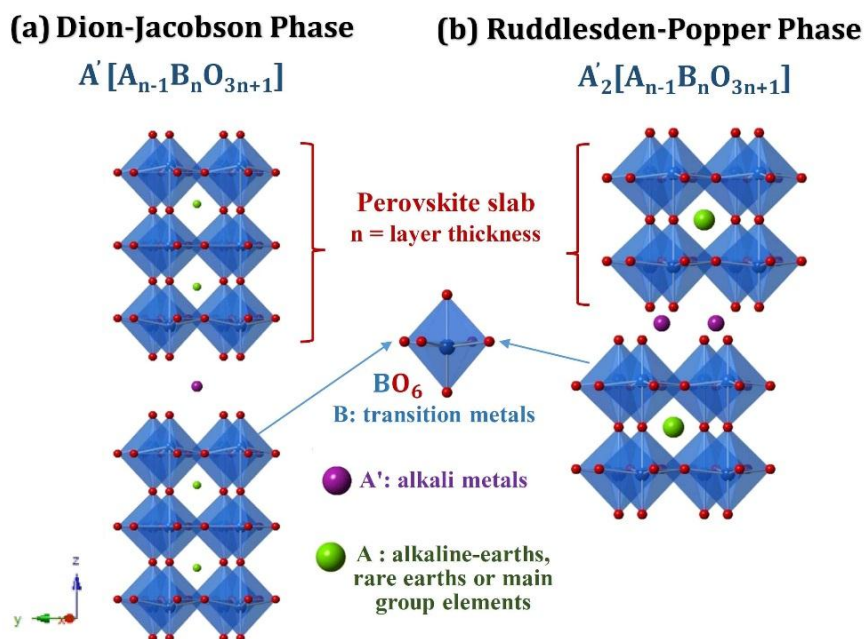 (a) Dion-Jacobson Phase
A' [Aₙ₋₁BₙO₃ₙ₊₁]
(b) Ruddlesden-Popper Phase
A'₂[Aₙ₋₁BₙO₃ₙ₊₁]
Perovskite slab
n = layer thickness
BO₆
B: transition metals
A': alkali metals
A : alkaline-earths,
rare earths or main
group elements
z
y
x